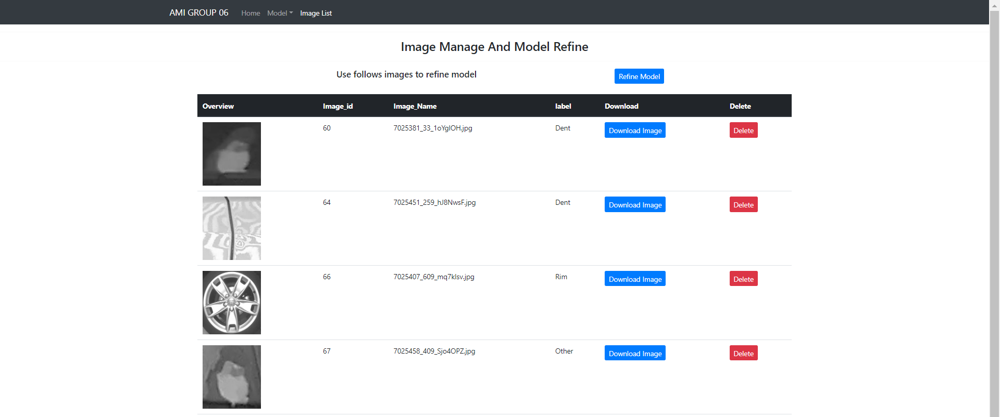 AMI GROUP 06 Home Model Image List
Image Manage And Model Refine
Use follows images to refine model Refine Model
Overview Image_id Image_Name label Download Delete
60 7025381_33_1oYgIOH.jpg Dent Download Image Delete
64 7025451_259_hJ8NwsF.jpg Dent Download Image Delete
66 7025407_609_mq7klsv.jpg Rim Download Image Delete
67 7025458_409_Sjo4OPZ.jpg Other Download Image Delete